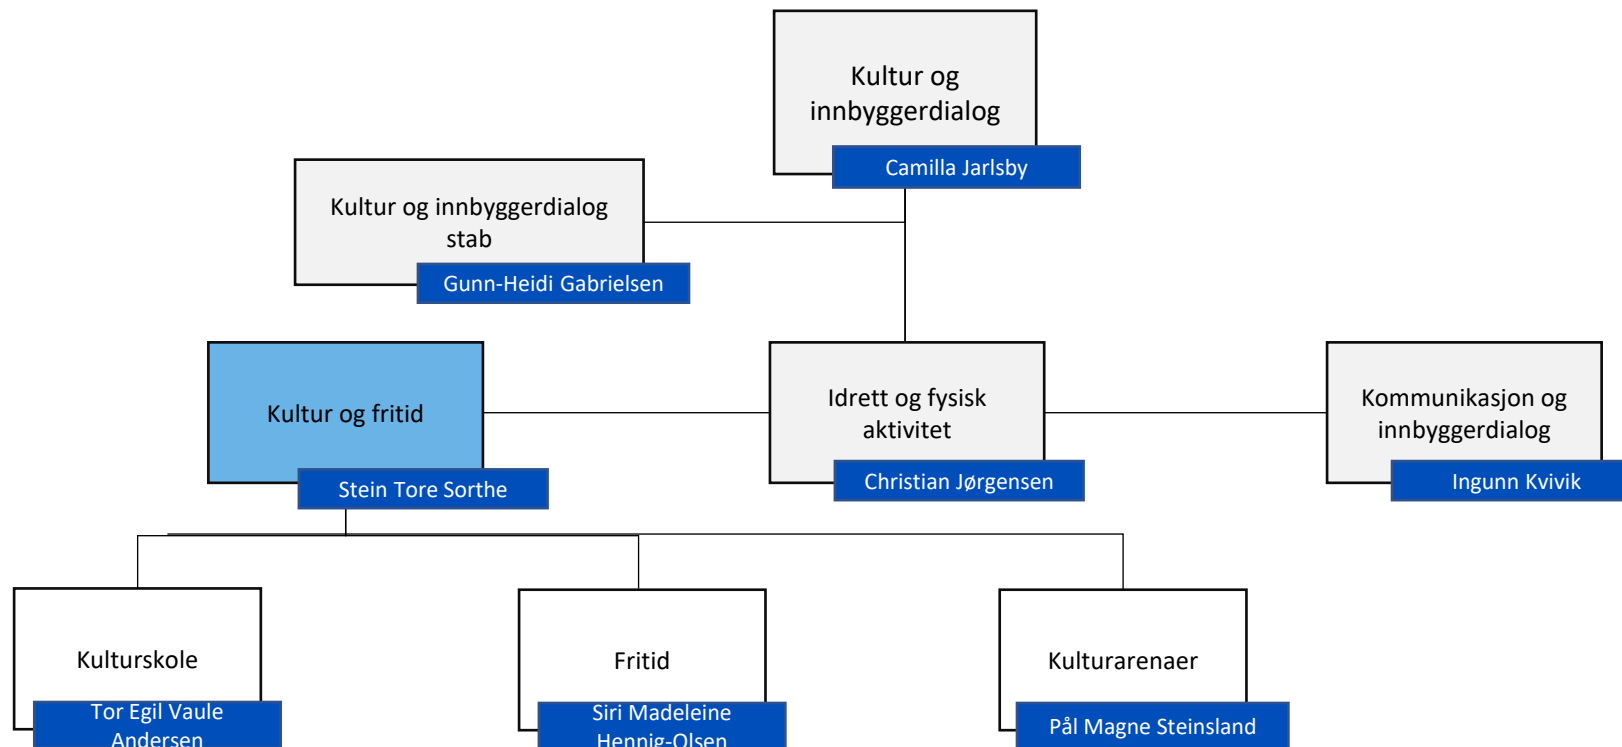 Kultur og
innbyggerdialog
Camilla Jarlsby
Kultur og innbyggerdialog
stab
Gunn-Heidi Gabrielsen
Kultur og fritid
Stein Tore Sorthe
Idrett og fysisk
aktivitet
Christian Jørgensen
Kommunikasjon og
innbyggerdialog
Ingunn Kvivik
Kulturskole
Tor Egil Vaule
Andersen
Fritid
Siri Madeleine
Hennig-Olsen
Kulturarenaer
Pål Magne Steinsland